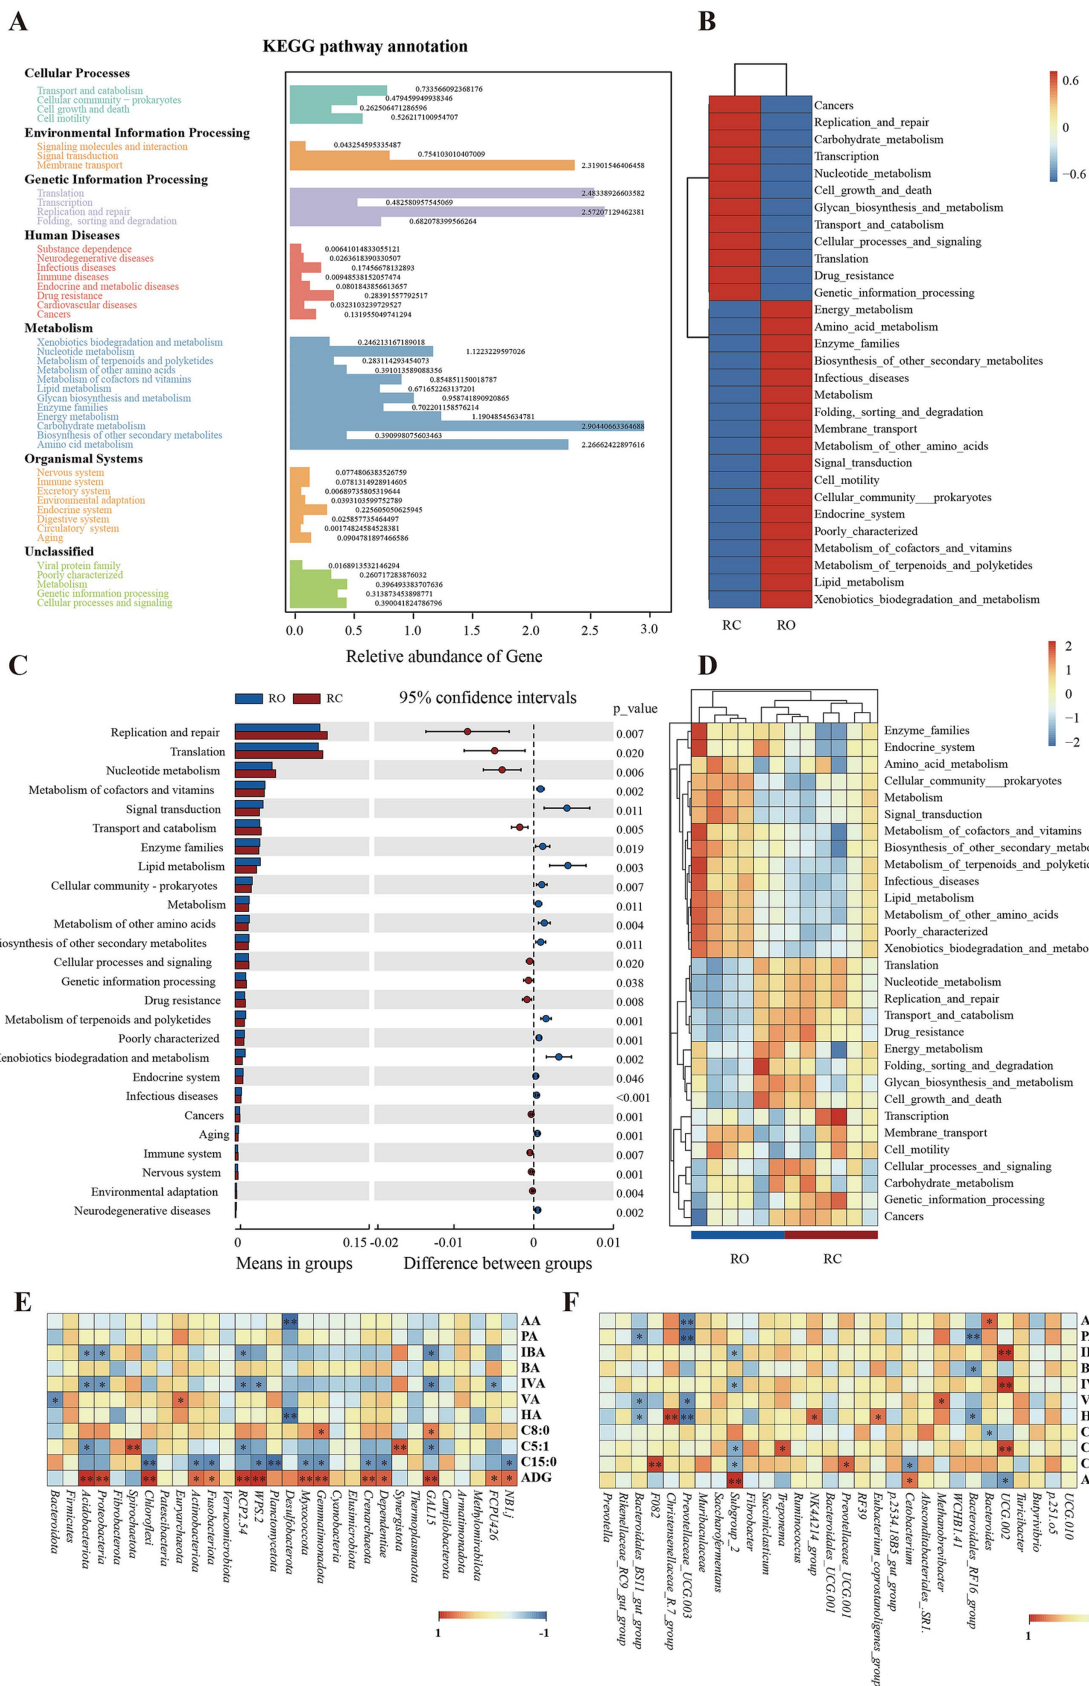 A
KEGG pathway annotation
Cellular Processes
Transport and catabolism 0.733566092368176
Cellular community − prokaryotes 0.479459949938346
Cell growth and death 0.262506471286596
Cell motility 0.526217100954707
Environmental Information Processing
Signaling molecules and interaction 0.043254595335487
Signal transduction 0.754103010407009
Membrane transport 2.31901546406458
Genetic Information Processing
Translation 2.48338926603582
Transcription 0.482580957545069
Replication and repair 2.57207129462381
Folding, sorting and degradation 0.682078399566264
Human Diseases
Substance dependence 0.00641014833055121
Neurodegenerative diseases 0.0263618390330507
Infectious diseases 0.17456678132893
Immune diseases 0.00948538152057474
Endocrine and metabolic diseases 0.0801843856613657
Drug resistance 0.28391557792517
Cardiovascular diseases 0.0323103239729527
Cancers 0.131955049741294
Metabolism
Xenobiotics biodegradation and metabolism 0.246213167189018
Nucleotide metabolism 1.1223229597026
Metabolism of terpenoids and polyketides 0.283114293454073
Metabolism of other amino acids 0.391013589088356
Metabolism of cofactors nd vitamins 0.854851150018787
Lipid metabolism 0.671652263137201
Glycan biosynthesis and metabolism 0.958741890920865
Enzyme families 0.702201158576214
Energy metabolism 1.19048545634781
Carbohydrate metabolism 2.90440663364688
Biosynthesis of other secondary metabolites 0.390998075603463
Amino cid metabolism 2.26662422897616
Organismal Systems
Nervous system 0.0774806383526759
Immune system 0.0781314928914605
Excretory system 0.00689735805319644
Environmental adaptation 0.0393103599752789
Endocrine system 0.225605050625945
Digestive system 0.025857735464497
Circulatory system 0.00174824584528381
Aging 0.0904781897466586
Unclassified
Viral protein family 0.0168913532146294
Poorly characterized 0.260717283876032
Metabolism 0.396493383707636
Genetic information processing 0.313873453898771
Cellular processes and signaling 0.390041824786796
0.0 0.5 1.0 1.5 2.0 2.5 3.0
Reletive abundance of Gene
B
0.6
0
−0.6
Cancers
Replication_and_repair
Carbohydrate_metabolism
Transcription
Nucleotide_metabolism
Cell_growth_and_death
Glycan_biosynthesis_and_metabolism
Transport_and_catabolism
Cellular_processes_and_signaling
Translation
Drug_resistance
Genetic_information_processing
Energy_metabolism
Amino_acid_metabolism
Enzyme_families
Biosynthesis_of_other_secondary_metabolites
Infectious_diseases
Metabolism
Folding,_sorting_and_degradation
Membrane_transport
Metabolism_of_other_amino_acids
Signal_transduction
Cell_motility
Cellular_community___prokaryotes
Endocrine_system
Poorly_characterized
Metabolism_of_cofactors_and_vitamins
Metabolism_of_terpenoids_and_polyketides
Lipid_metabolism
Xenobiotics_biodegradation_and_metabolism
RC RO
C
RO RC
95% confidence intervals
p_value
Replication and repair 0.007
Translation 0.020
Nucleotide metabolism 0.006
Metabolism of cofactors and vitamins 0.002
Signal transduction 0.011
Transport and catabolism 0.005
Enzyme families 0.019
Lipid metabolism 0.003
Cellular community - prokaryotes 0.007
Metabolism 0.011
Metabolism of other amino acids 0.004
iosynthesis of other secondary metabolites 0.011
Cellular processes and signaling 0.020
Genetic information processing 0.038
Drug resistance 0.008
Metabolism of terpenoids and polyketides 0.001
Poorly characterized 0.001
enobiotics biodegradation and metabolism 0.002
Endocrine system 0.046
Infectious diseases <0.001
Cancers 0.001
Aging 0.001
Immune system 0.007
Nervous system 0.001
Environmental adaptation 0.004
Neurodegenerative diseases 0.002
0 0.15 -0.02 -0.01 0 0.01
Means in groups
Difference between groups
D
2
1
0
−1
−2
Enzyme_families
Endocrine_system
Amino_acid_metabolism
Cellular_community___prokaryotes
Metabolism
Signal_transduction
Metabolism_of_cofactors_and_vitamins
Biosynthesis_of_other_secondary_metabo
Metabolism_of_terpenoids_and_polyketic
Infectious_diseases
Lipid_metabolism
Metabolism_of_other_amino_acids
Poorly_characterized
Xenobiotics_biodegradation_and_metabo
Translation
Nucleotide_metabolism
Replication_and_repair
Transport_and_catabolism
Drug_resistance
Energy_metabolism
Folding,_sorting_and_degradation
Glycan_biosynthesis_and_metabolism
Cell_growth_and_death
Transcription
Membrane_transport
Cell_motility
Cellular_processes_and_signaling
Carbohydrate_metabolism
Genetic_information_processing
Cancers
RO RC
E
AA
PA
IBA
BA
IVA
VA
HA
C8:0
C5:1
C15:0
ADG
Bacteroidota
Firmicutes
Acidobacteriota
Proteobacteria
Fibrobacterota
Spirochaetota
Chloroflexi
Patescibacteria
Euryarchaeota
Actinobacteriota
Fusobacteriota
Verrucomicrobiota
RCP2.54
WPS.2
Planctomycetota
Desulfobacterota
Myxococcota
Gemmatimonadota
Cyanobacteria
Elusimicrobiota
Crenarchaeota
Dependentiae
Synergistota
Thermoplasmatota
GAL15
Campilobacterota
Armatimonadota
Methylomirabilota
FCPU426
NB1.j
1 -1
F
A
PA
II
B
IV
V
H
C
C
C
A
Prevotella
Rikenellaceae_RC9_gut_group
Bacteroidales_BS11_gut_group
F082
Christensenellaceae_R.7_group
Prevotellaceae_UCG.003
Muribaculaceae
Saccharofermentans
Subgroup_2
Fibrobacter
Succiniclasticum
Treponema
Ruminococcus
NK4A214_group
Bacteroidales_UCG.001
Prevotellaceae_UCG.001
RF39
Eubacterium_coprostanoligenes_group
p.2534.18B5_gut_group
Cetobacterium
Absconditabacteriales_.SR1.
Methanobrevibacter
WCHB1.41
Bacteroidales_RF16_group
Bacteroides
UCG.002
Turicibacter
Butyrivibrio
p.251.o5
UCG.010
1